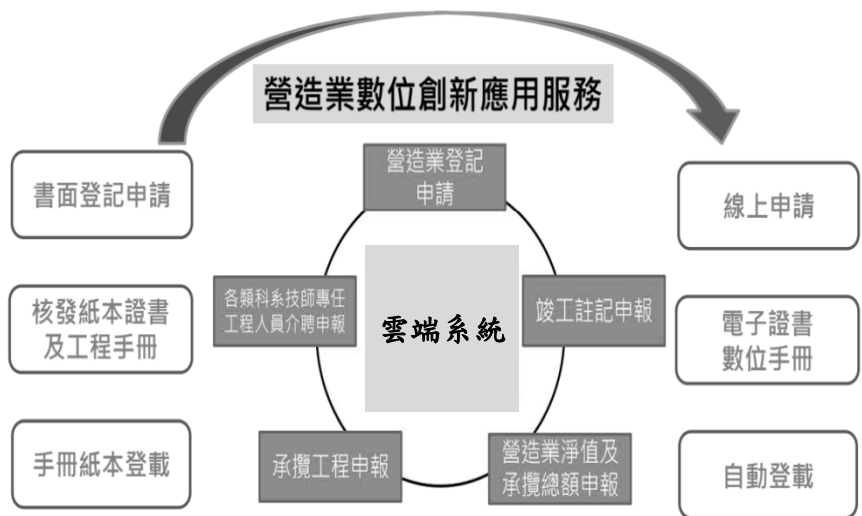 營造業數位創新應用服務
書面登記申請
核發紙本證書
及工程手冊
手冊紙本登載
營造業登記
申請
各類科系技師專任
工程人員介聘申報
雲端系統
竣工註記申報
承攬工程申報
營造業淨值及
承攬總額申報
線上申請
電子證書
數位手冊
自動登載